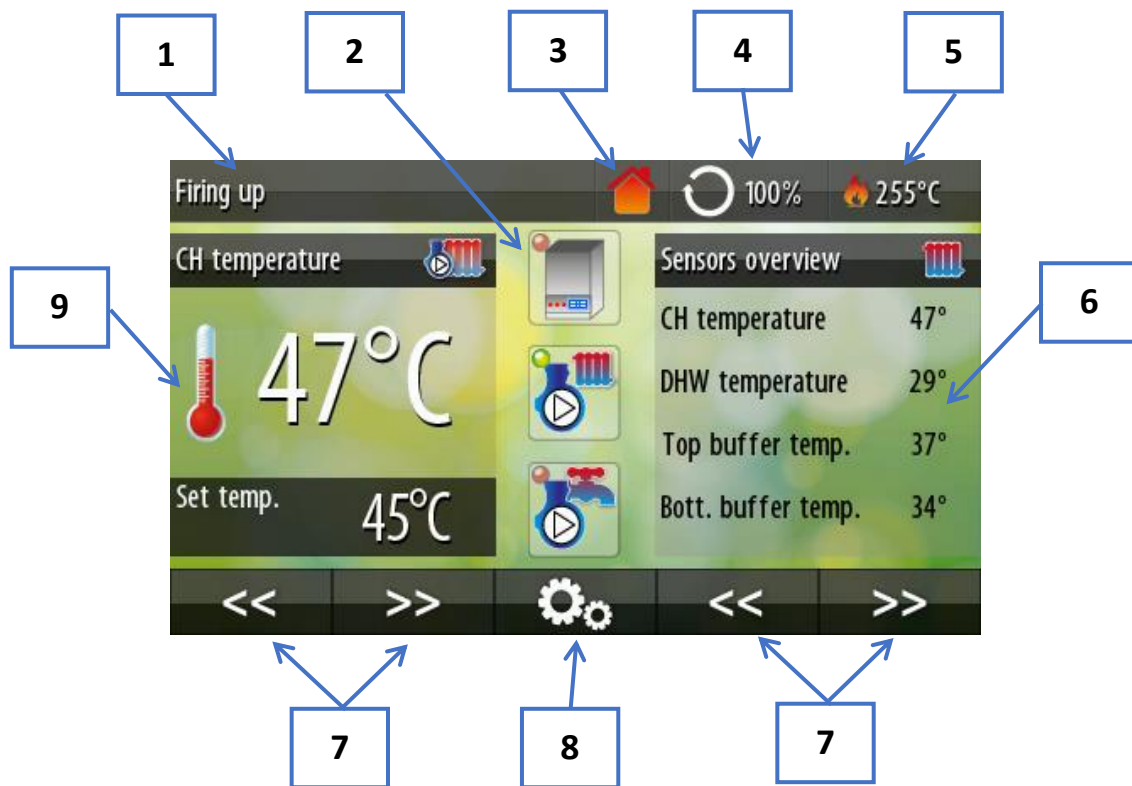 1
2
3
4
5
Firing up
100%
255°C
CH temperature
47°C
Set temp.
45°C
Sensors overview
CH temperature 47°
DHW temperature 29°
Top buffer temp. 37°
Bott. buffer temp. 34°
9
6
<< >> << >>
7
8
7